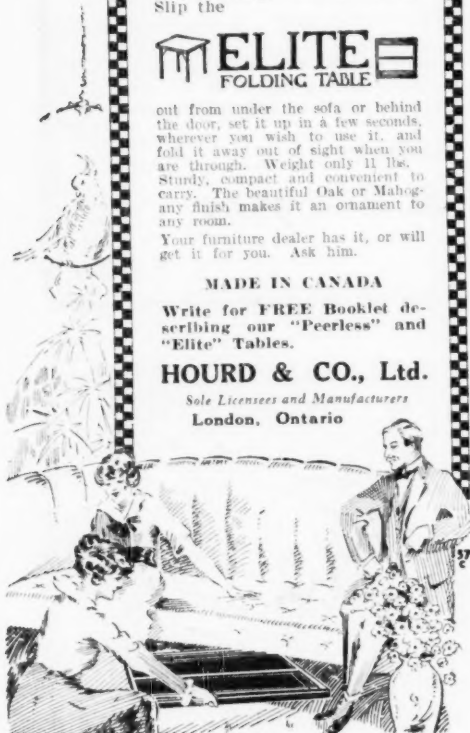 Slip the
ELITE
FOLDING TABLE
out from under the sofa or behind
the door, set it up in a few seconds,
wherever you wish to use it, and
fold it away out of sight when you
are through. Weight only 11 lbs.
Sturdy, compact and convenient to
carry. The beautiful Oak or Mahog-
any finish makes it an ornament to
any room.
Your furniture dealer has it, or will
get it for you. Ask him.
MADE IN CANADA
Write for FREE Booklet de-
scribing our "Peerless" and
"Elite" Tables.
HOURD & CO., Ltd.
Sole Licensees and Manufacturers
London, Ontario